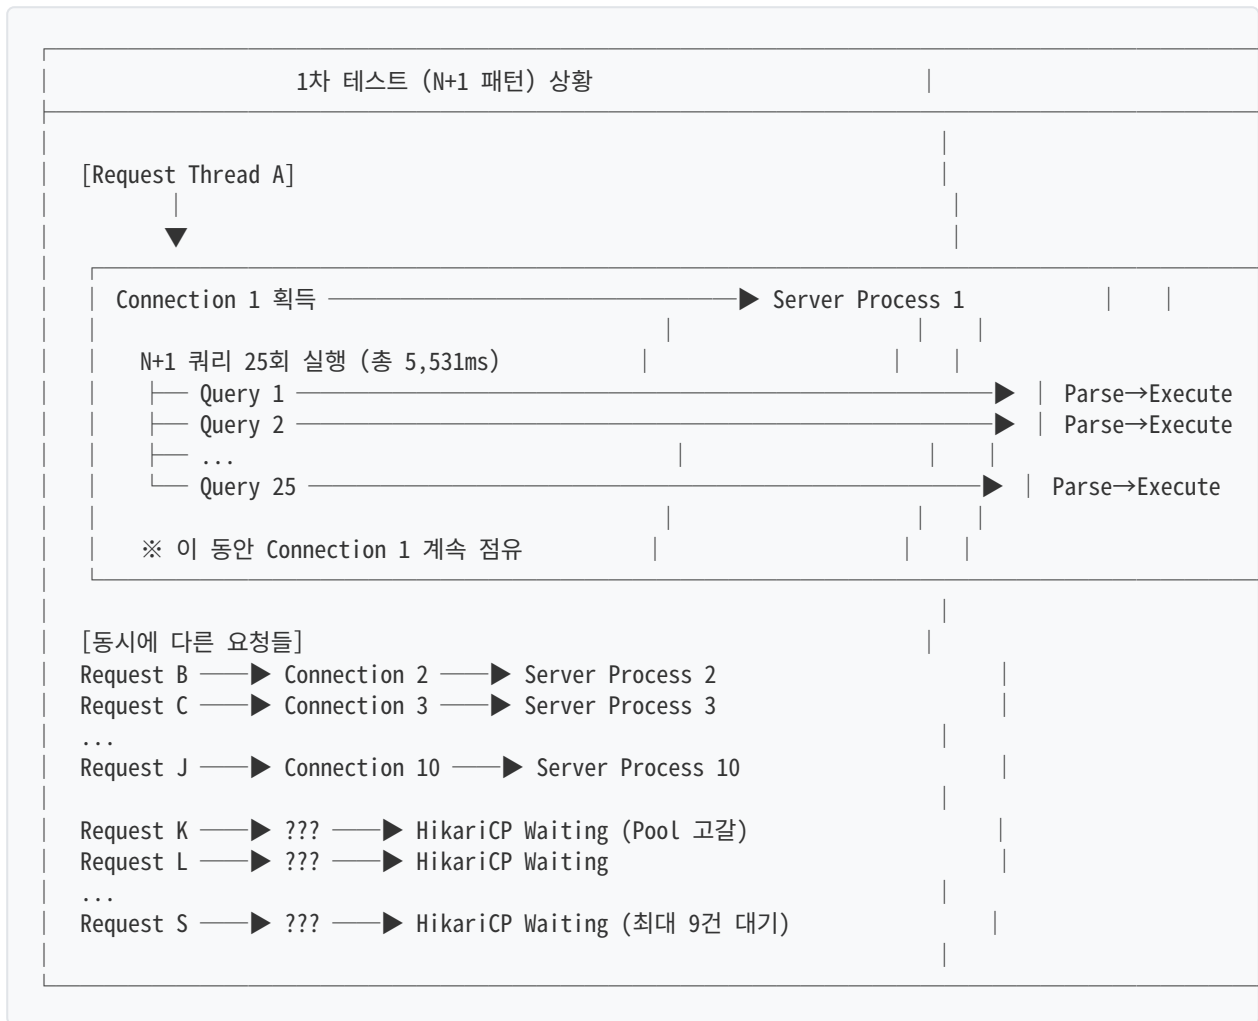 1차 테스트 (N+1 패턴) 상황
[Request Thread A]
Connection 1 획득 ▶ Server Process 1
N+1 쿼리 25회 실행 (총 5,531ms)
Query 1 ▶ Parse→Execute
Query 2 ▶ Parse→Execute
...
Query 25 ▶ Parse→Execute
※ 이 동안 Connection 1 계속 점유
[동시에 다른 요청들]
Request B ──▶ Connection 2 ──▶ Server Process 2
Request C ──▶ Connection 3 ──▶ Server Process 3
...
Request J ──▶ Connection 10 ──▶ Server Process 10
Request K ──▶ ??? ──▶ HikariCP Waiting (Pool 고갈)
Request L ──▶ ??? ──▶ HikariCP Waiting
...
Request S ──▶ ??? ──▶ HikariCP Waiting (최대 9건 대기)